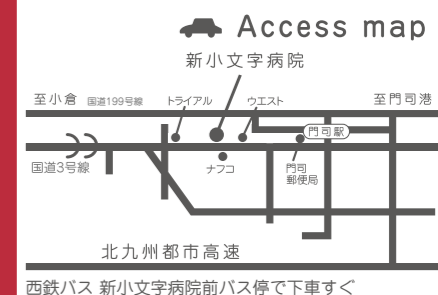 Access map
新小文字病院
至小倉 国道199号線 トライアル ウエスト 至門司港
門司駅
国道3号線 ナフコ 門司
郵便局
北九州都市高速
西鉄バス 新小文字病院前バス停で下車すぐ